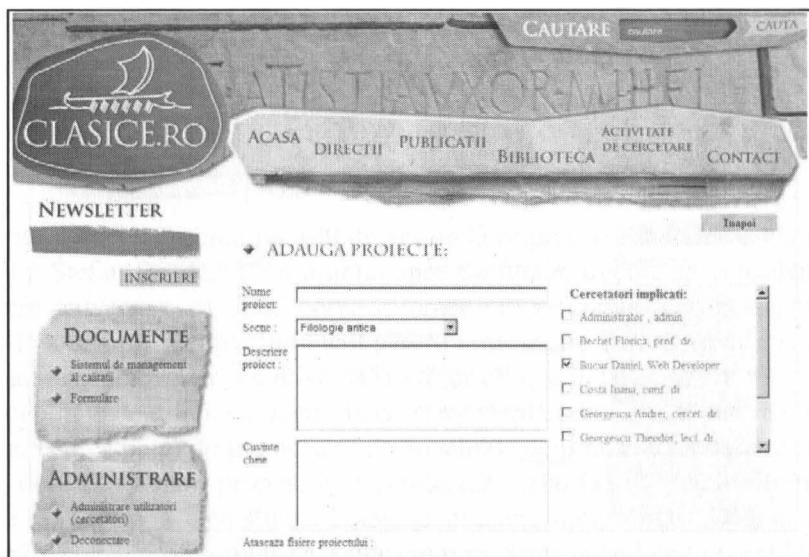 CAUTARE
cautare
CAUTA
CLASICE.RO
ACASA
DIRECTII
PUBLICATII
BIBLIOTECA
ACTIVITATE
DE CERCETARE
CONTACT
NEWSLETTER
INSCRIERE
Inapoi
ADAUGA PROIECTE:
Nume
proiect:
Sectie :
Filologie antica
Descriere
proiect :
Cuvinte
cheie
Ataseaza fisiere proiectului :
Cercetatori implicati:
Administrator , admin
Bechet Florica, prof. dr.
Bucur Daniel, Web Developer
Costa Ioana, conf. dr.
Georgescu Andrei, cercet. dr.
Georgescu Theodor, lect. dr.
DOCUMENTE
Sistemul de management
al calitatii
Formulare
ADMINISTRARE
Administrare utilizatori
(cercetatori)
Deconectare